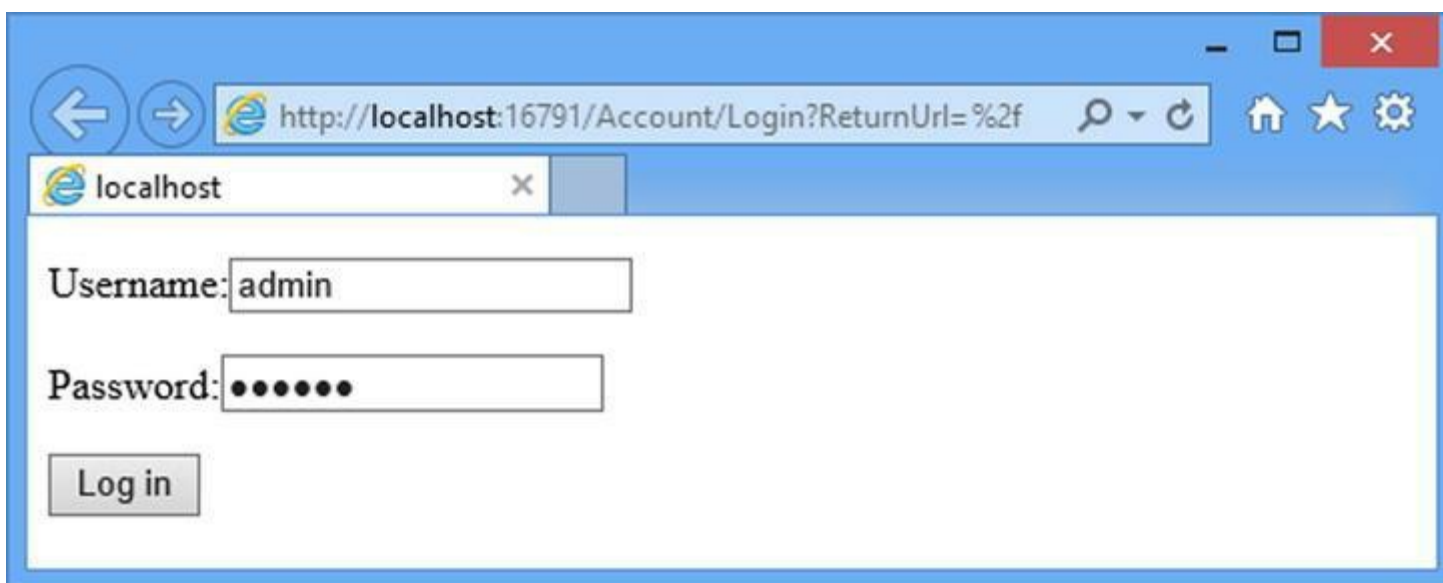 http://localhost:16791/Account/Login?ReturnUrl=%2f
localhost
Username: admin
Password: ●●●●●●
Log in